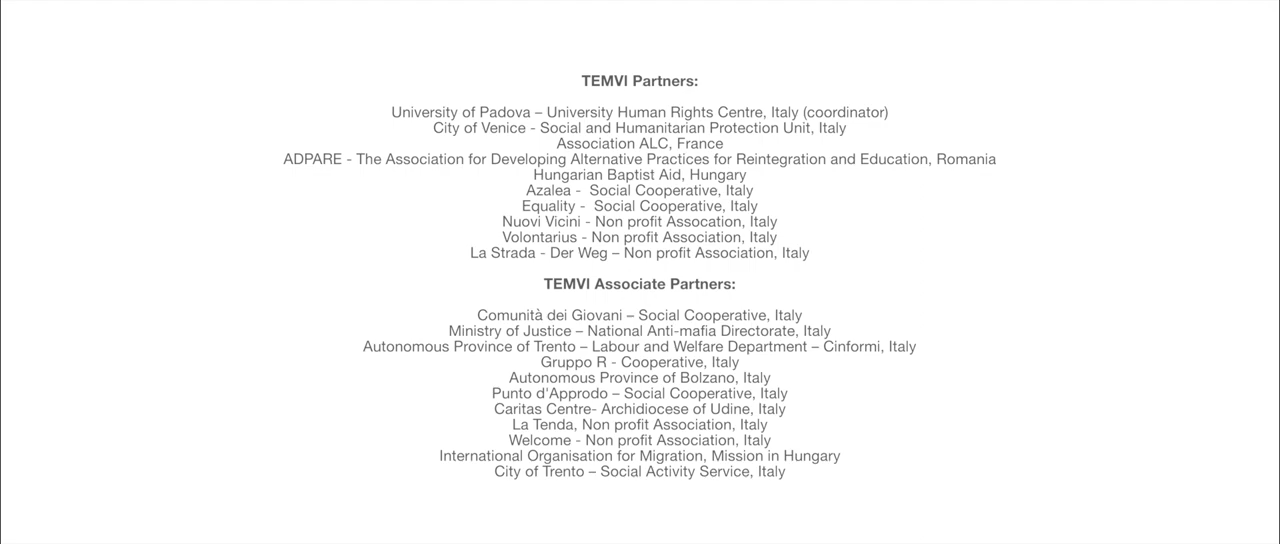 TEMVI Partners:
University of Padova – University Human Rights Centre, Italy (coordinator)
City of Venice - Social and Humanitarian Protection Unit, Italy
Association ALC, France
ADPARE - The Association for Developing Alternative Practices for Reintegration and Education, Romania
Hungarian Baptist Aid, Hungary
Azalea -  Social Cooperative, Italy
Equality -  Social Cooperative, Italy
Nuovi Vicini - Non profit Assocation, Italy
Volontarius - Non profit Association, Italy
La Strada - Der Weg – Non profit Association, Italy
TEMVI Associate Partners:
Comunità dei Giovani – Social Cooperative, Italy
Ministry of Justice – National Anti-mafia Directorate, Italy
Autonomous Province of Trento – Labour and Welfare Department – Cinformi, Italy
Gruppo R - Cooperative, Italy
Autonomous Province of Bolzano, Italy
Punto d'Approdo – Social Cooperative, Italy
Caritas Centre- Archidiocese of Udine, Italy
La Tenda, Non profit Association, Italy
Welcome - Non profit Association, Italy
International Organisation for Migration, Mission in Hungary
City of Trento – Social Activity Service, Italy